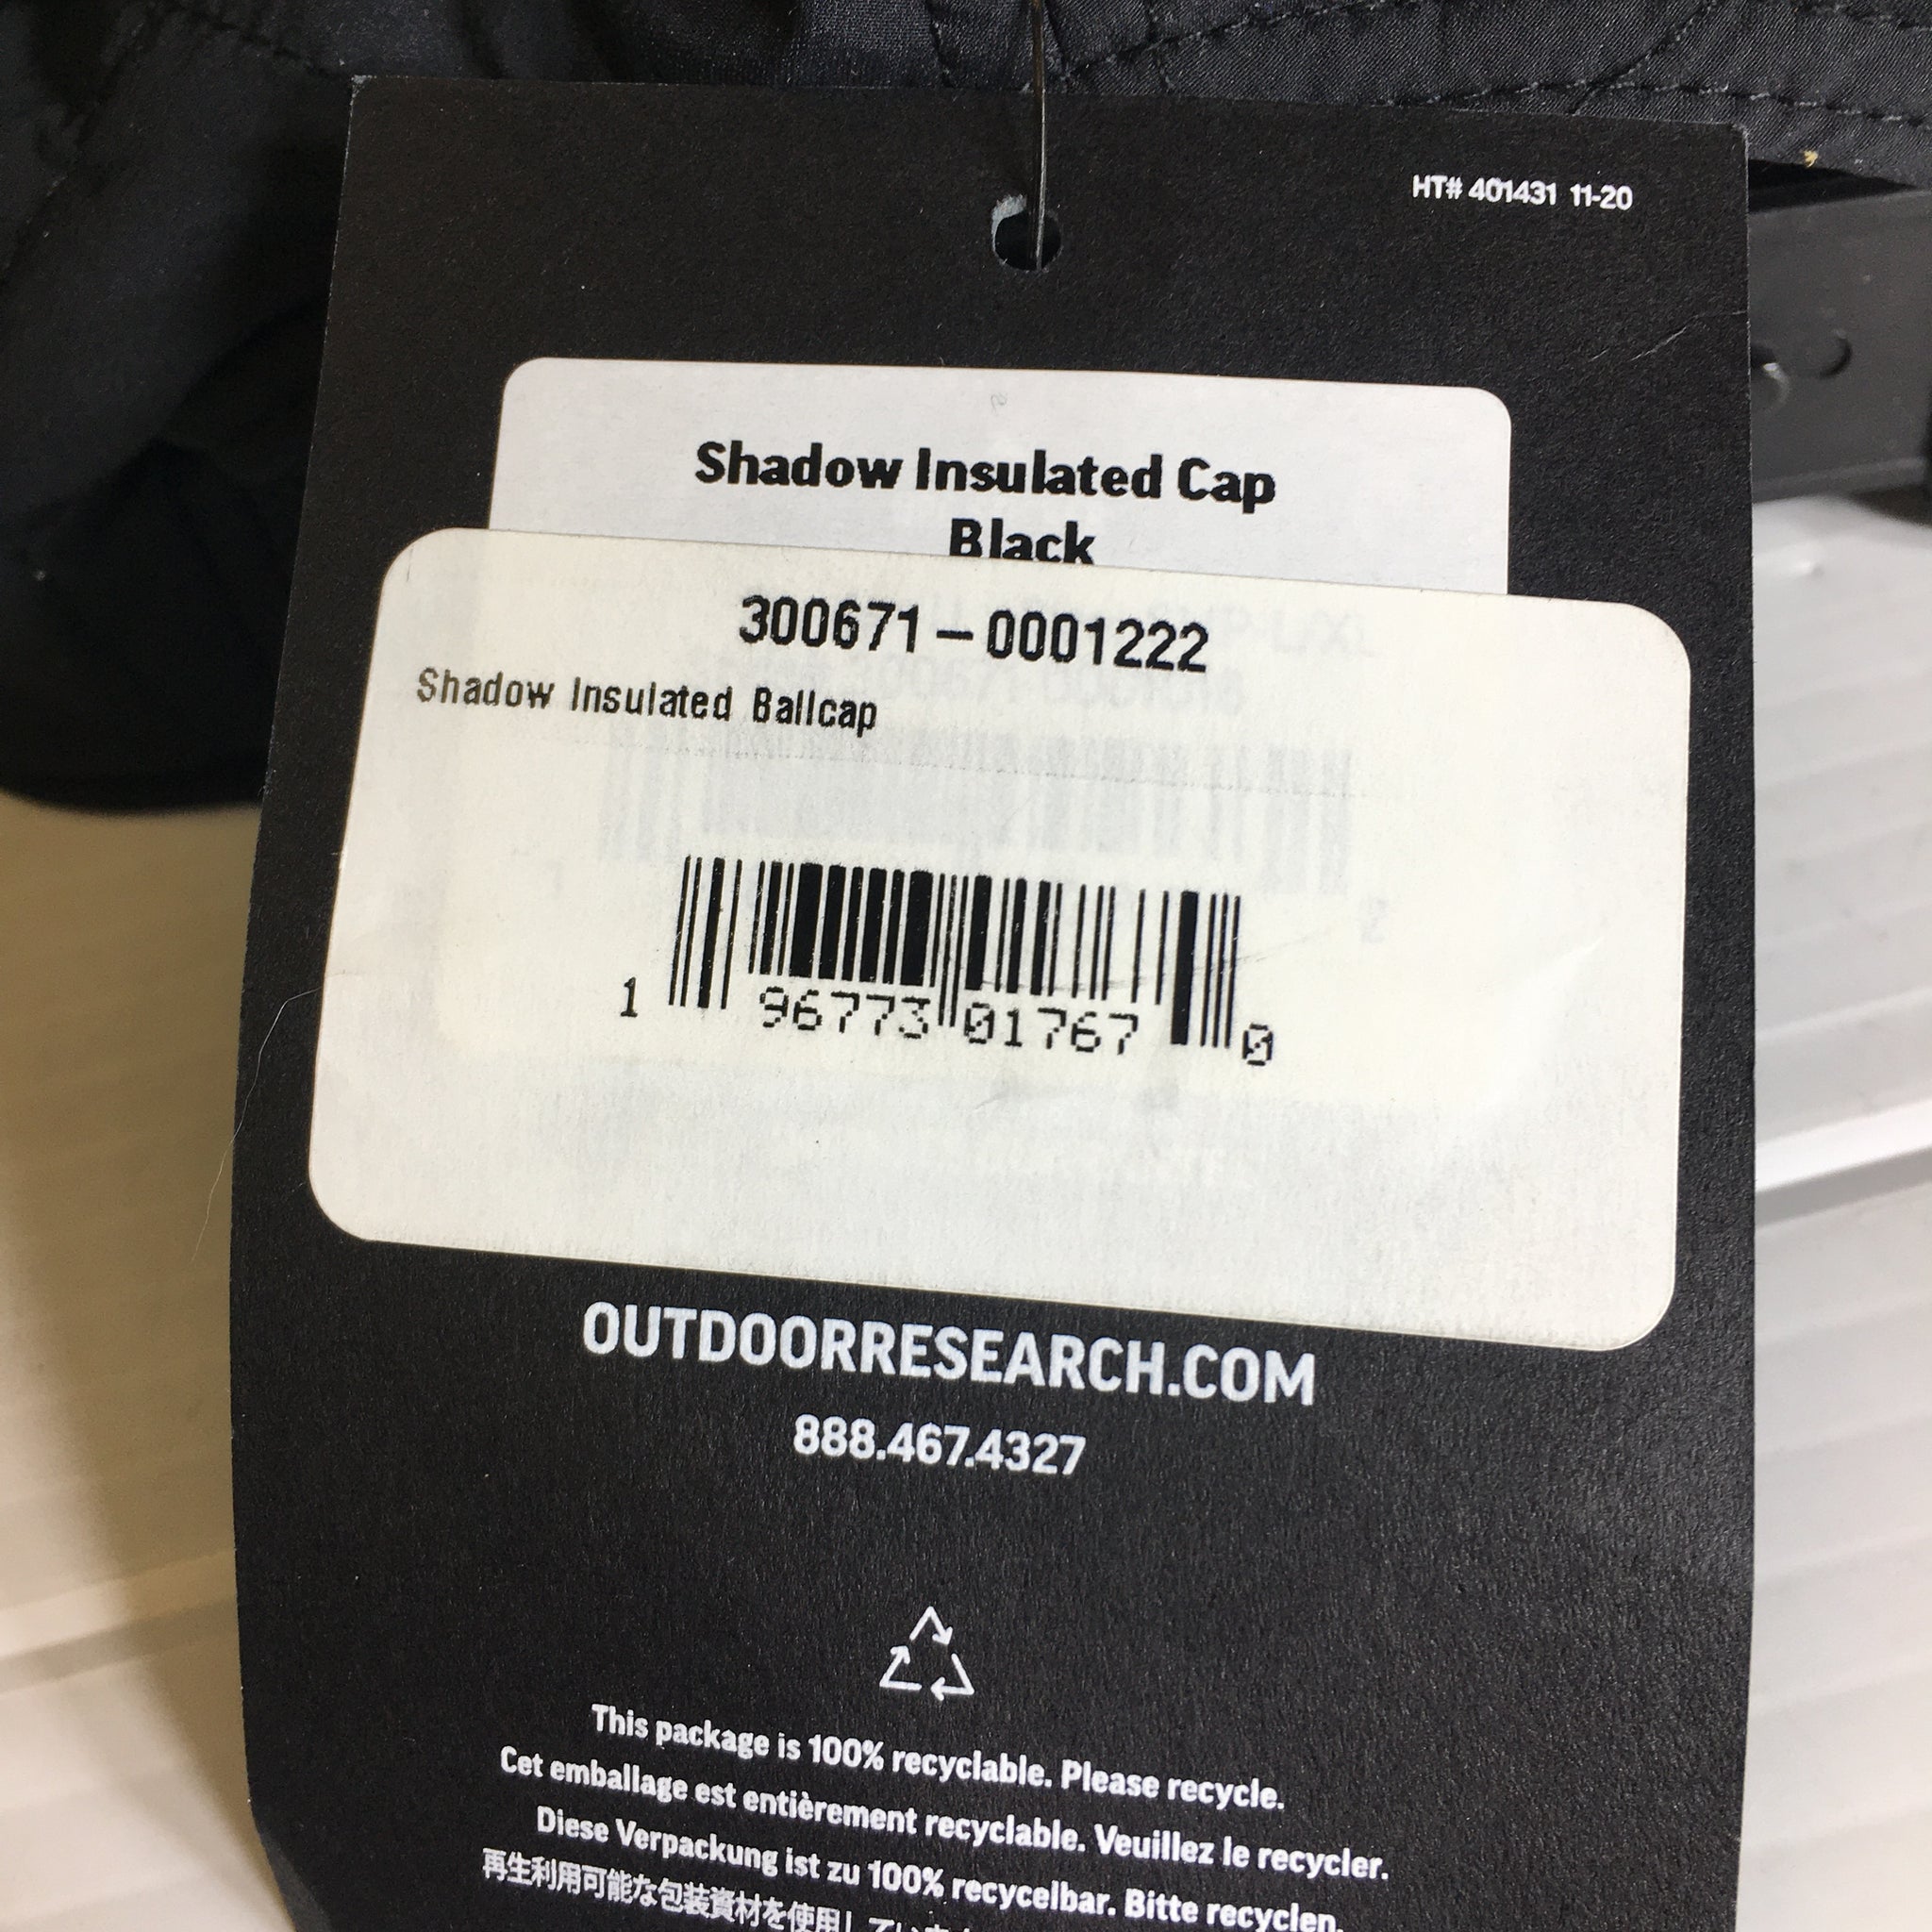 HT# 401431 11-20
Shadow Insulated Cap
Black
300671-0001222
Shadow Insulated Ballcap
1 96773 01767 0
OUTDOORRESEARCH.COM
888.467.4327
This package is 100% recyclable. Please recycle.
Cet emballage est entièrement recyclable. Veuillez le recycler.
Diese Verpackung ist zu 100% recycelbar. Bitte recyclen.
再生利用可能な包装資材を使用してい